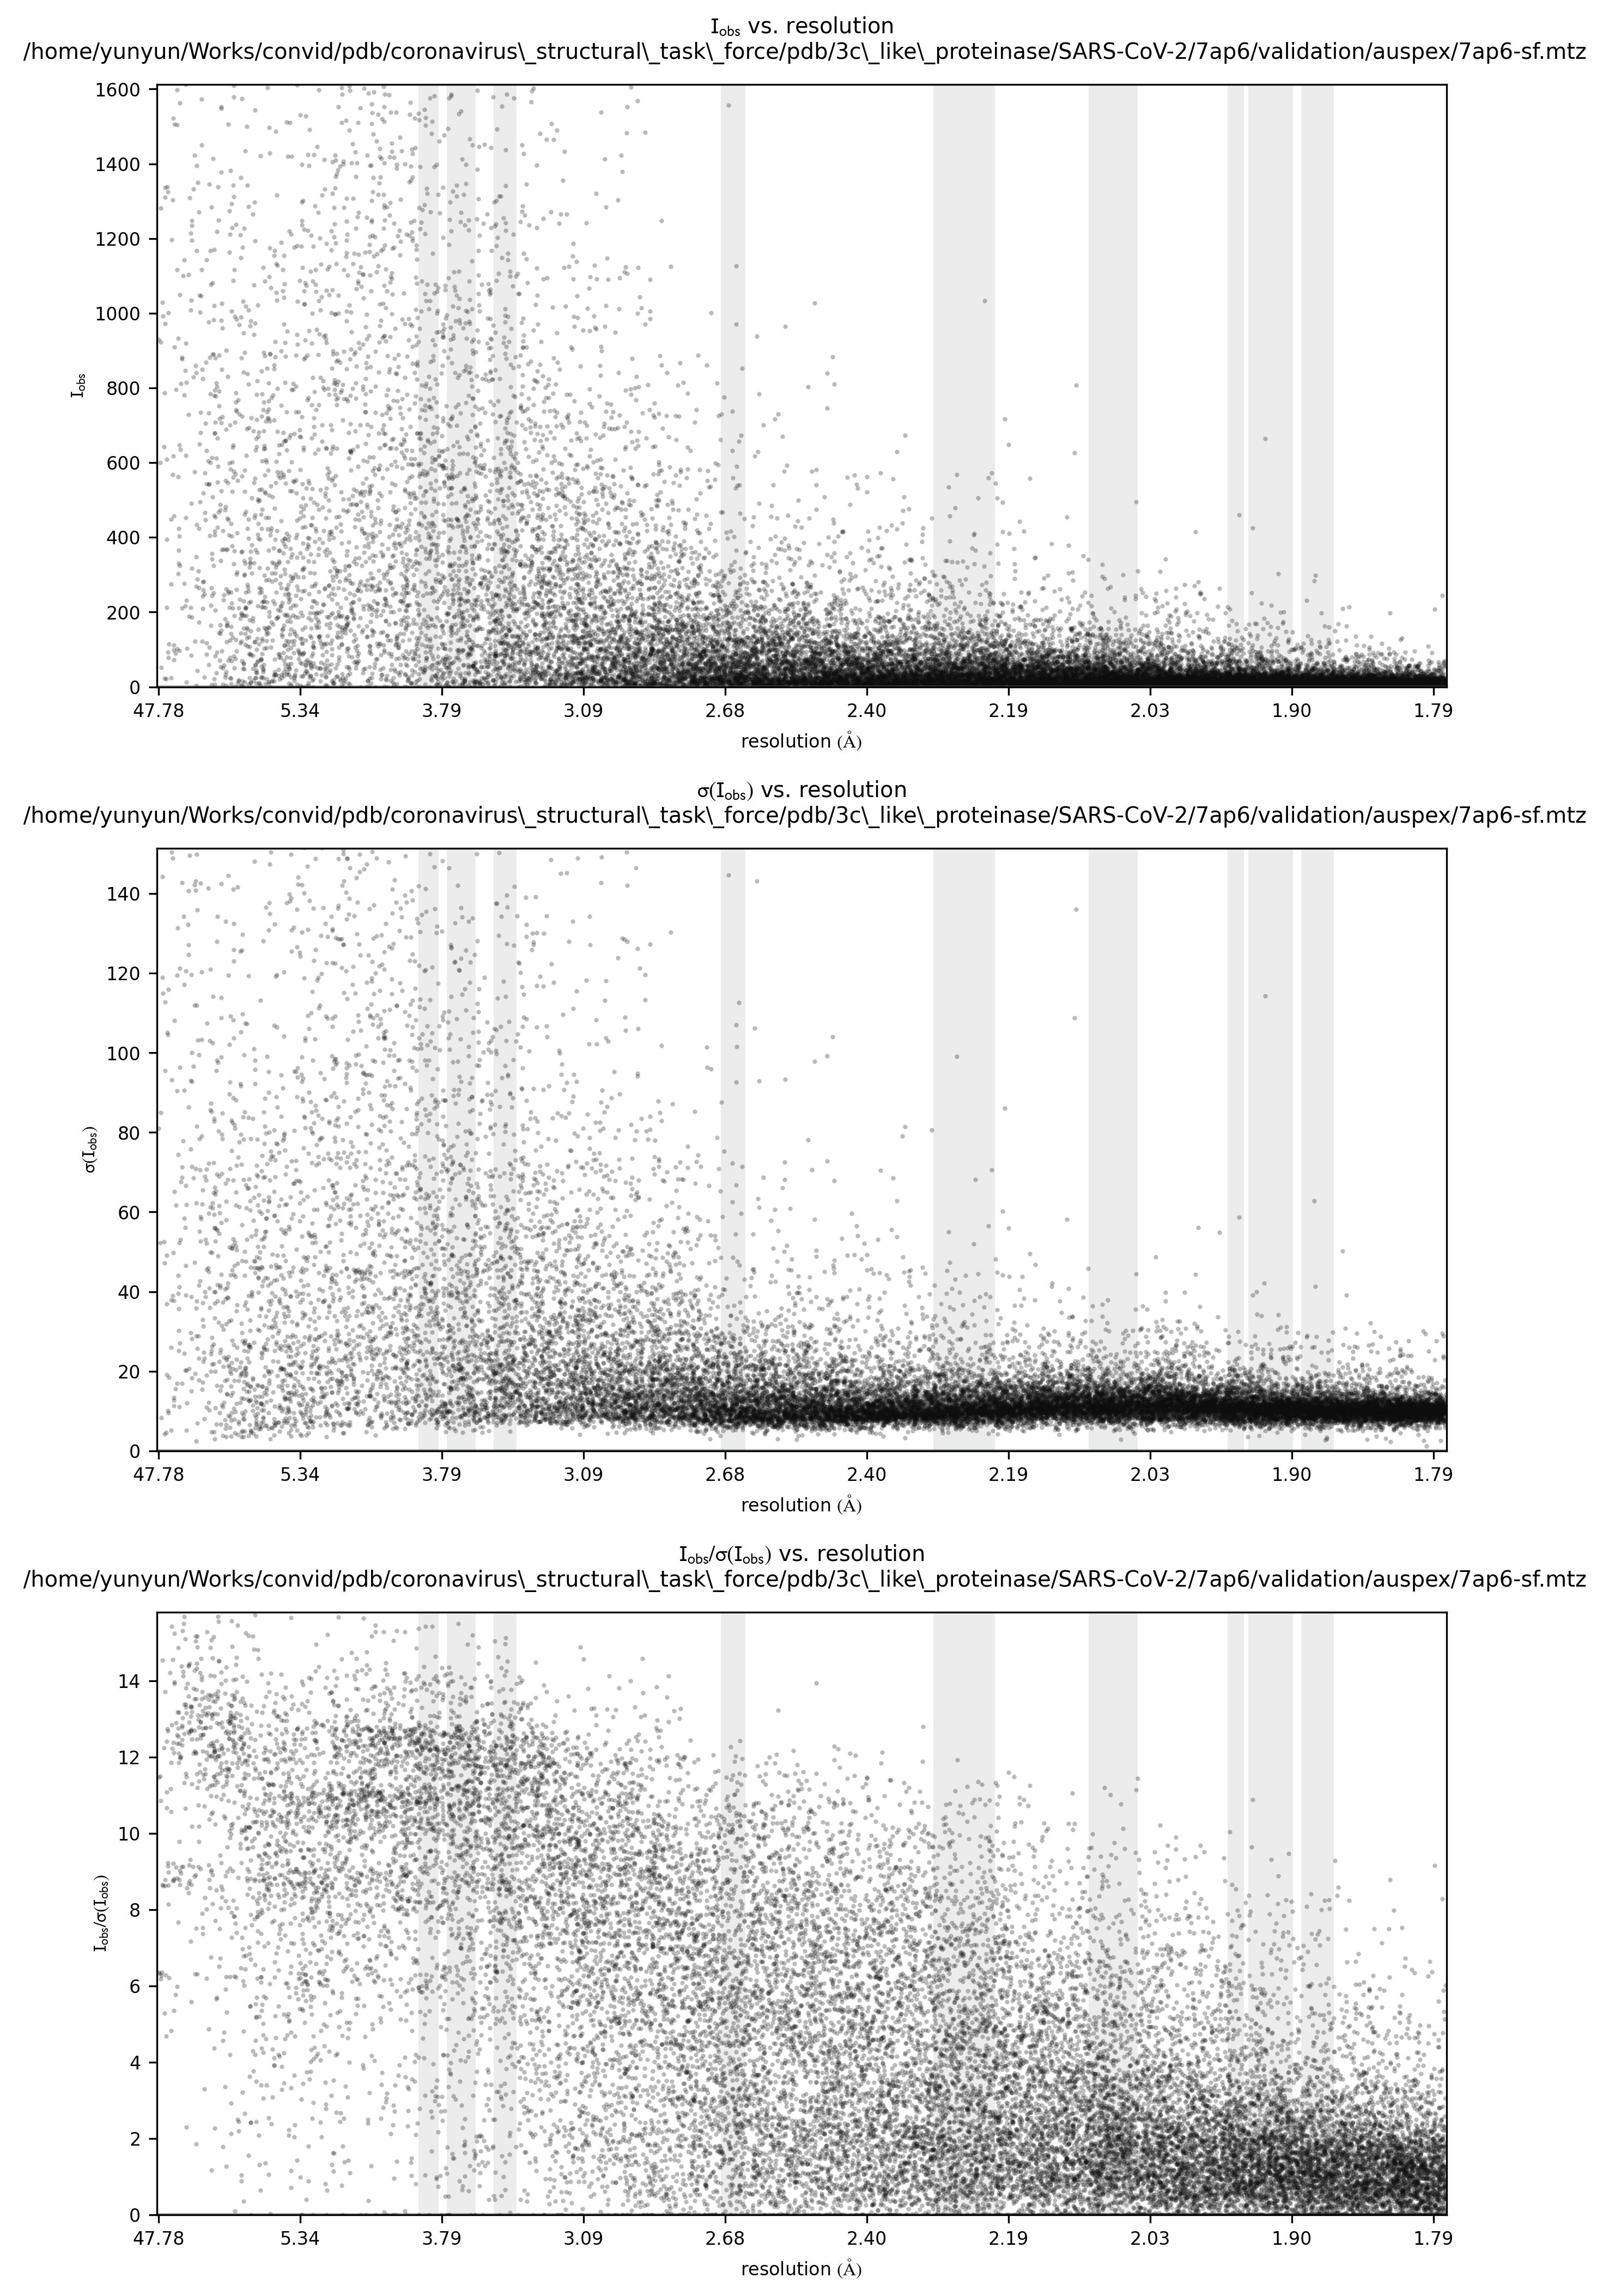 Iobs vs. resolution
/home/yunyun/Works/convid/pdb/coronavirus\_structural\_task\_force/pdb/3c\_like\_proteinase/SARS-CoV-2/7ap6/validation/auspex/7ap6-sf.mtz
1600
1400
1200
1000
800
600
400
200
0
Iobs
47.78 5.34 3.79 3.09 2.68 2.40 2.19 2.03 1.90 1.79
resolution (Å)
σ(Iobs) vs. resolution
/home/yunyun/Works/convid/pdb/coronavirus\_structural\_task\_force/pdb/3c\_like\_proteinase/SARS-CoV-2/7ap6/validation/auspex/7ap6-sf.mtz
140
120
100
80
60
40
20
0
σ(Iobs)
47.78 5.34 3.79 3.09 2.68 2.40 2.19 2.03 1.90 1.79
resolution (Å)
Iobs/σ(Iobs) vs. resolution
/home/yunyun/Works/convid/pdb/coronavirus\_structural\_task\_force/pdb/3c\_like\_proteinase/SARS-CoV-2/7ap6/validation/auspex/7ap6-sf.mtz
14
12
10
8
6
4
2
0
Iobs/σ(Iobs)
47.78 5.34 3.79 3.09 2.68 2.40 2.19 2.03 1.90 1.79
resolution (Å)